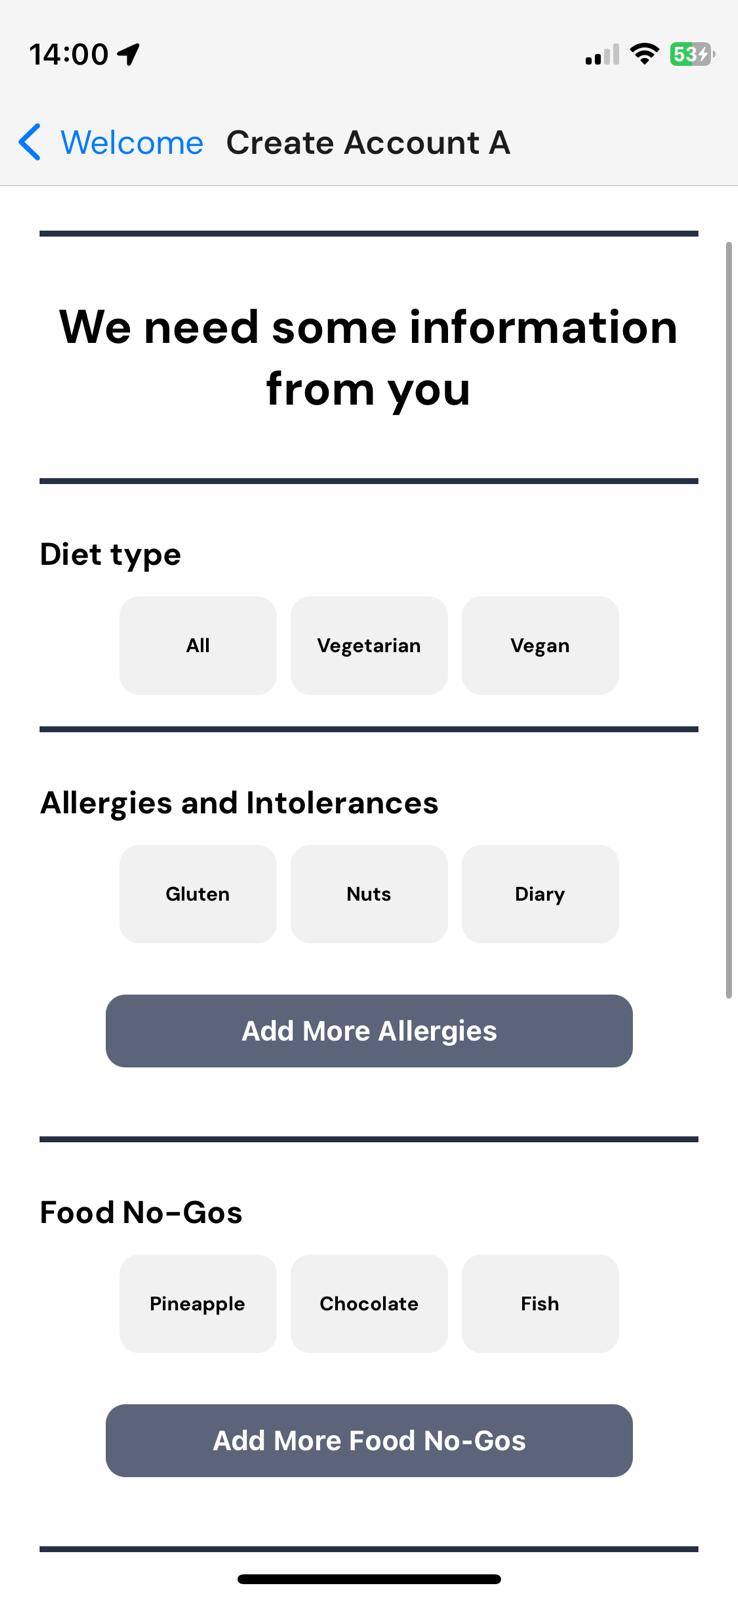 14:00
53
Welcome Create Account A
We need some information
from you
Diet type
All Vegetarian Vegan
Allergies and Intolerances
Gluten Nuts Diary
Add More Allergies
Food No-Gos
Pineapple Chocolate Fish
Add More Food No-Gos